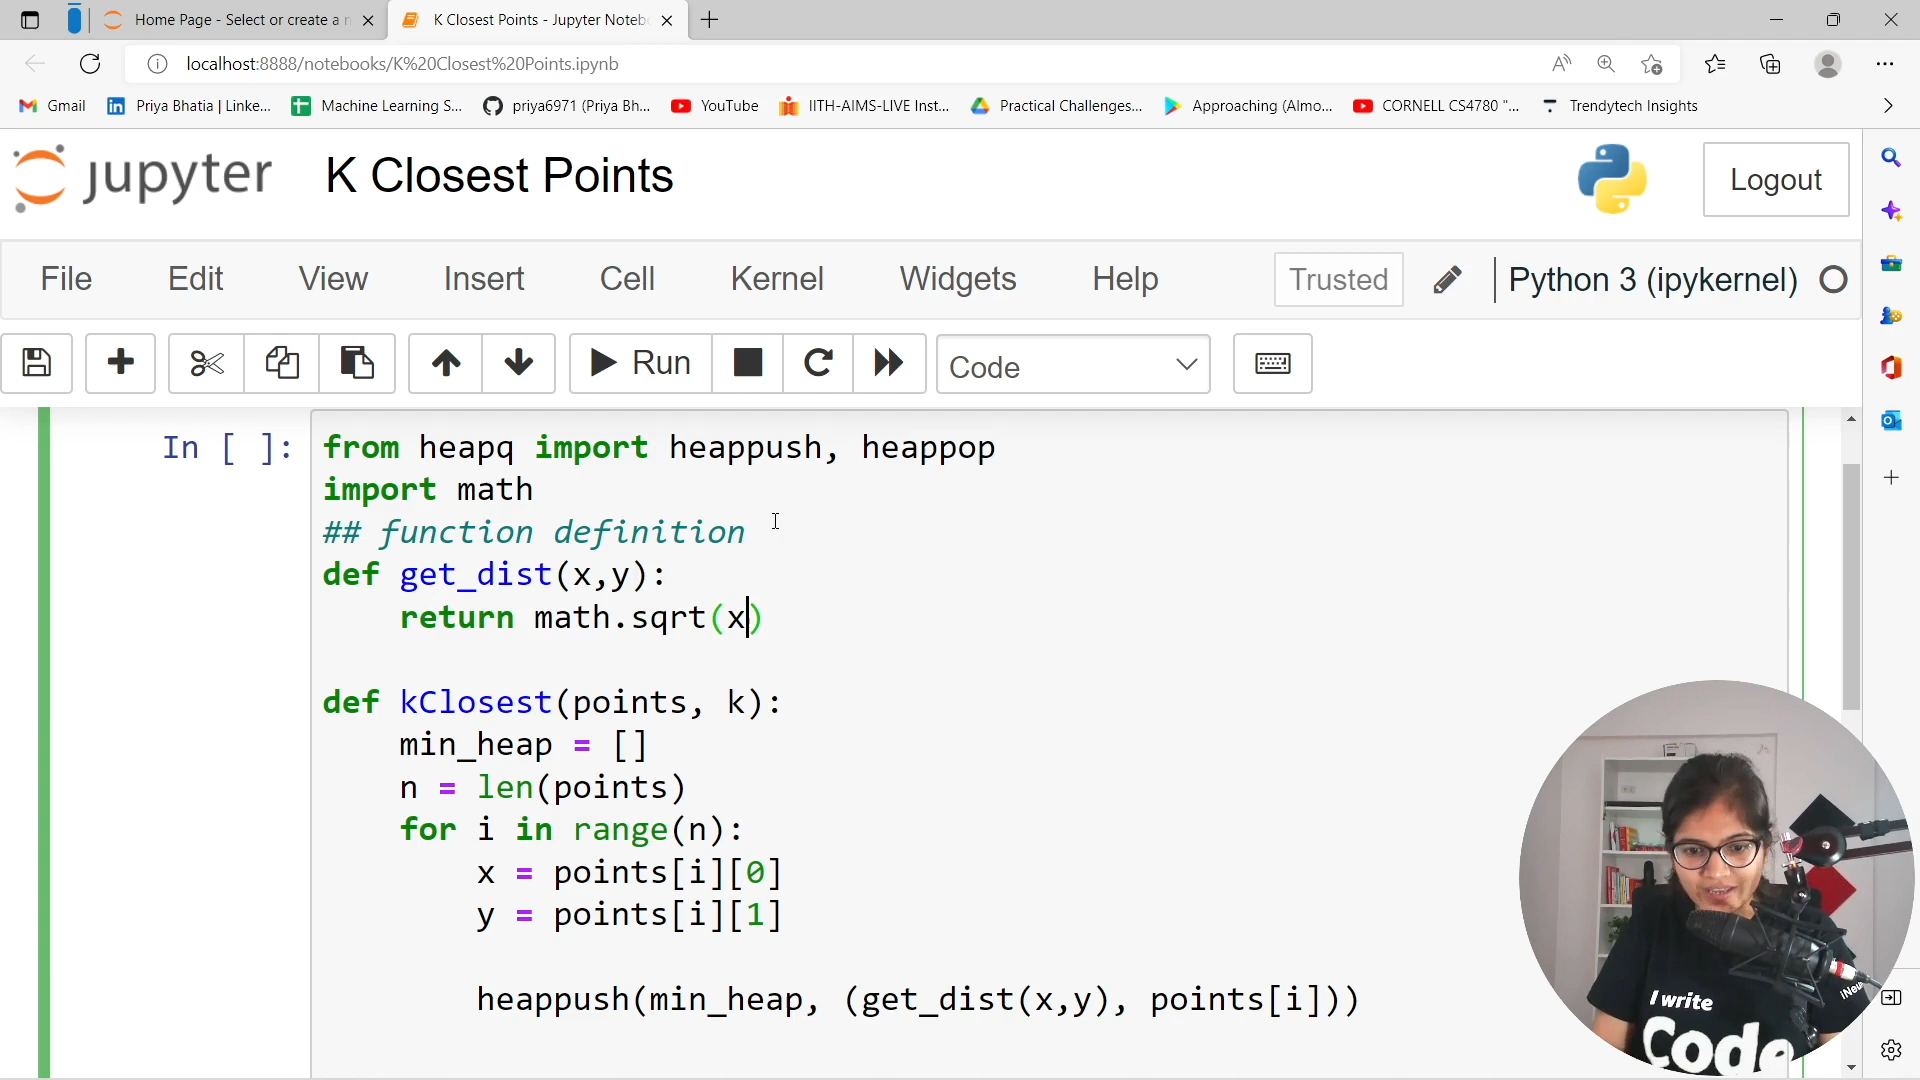 Home Page - Select or create a n
K Closest Points - Jupyter Noteb
localhost:8888/notebooks/K%20Closest%20Points.ipynb
Gmail
Priya Bhatia | Linke...
Machine Learning S...
priya6971 (Priya Bh...
YouTube
IITH-AIMS-LIVE Inst...
Practical Challenges...
Approaching (Almo...
CORNELL CS4780 "...
Trendytech Insights
jupyter
K Closest Points
Logout
File
Edit
View
Insert
Cell
Kernel
Widgets
Help
Trusted
Python 3 (ipykernel)
Run
Code
In [ ]:
from heapq import heappush, heappop
import math
## function definition
def get_dist(x,y):
    return math.sqrt(x)
def kClosest(points, k):
    min_heap = []
    n = len(points)
    for i in range(n):
        x = points[i][0]
        y = points[i][1]
        heappush(min_heap, (get_dist(x,y), points[i]))
I write
Code